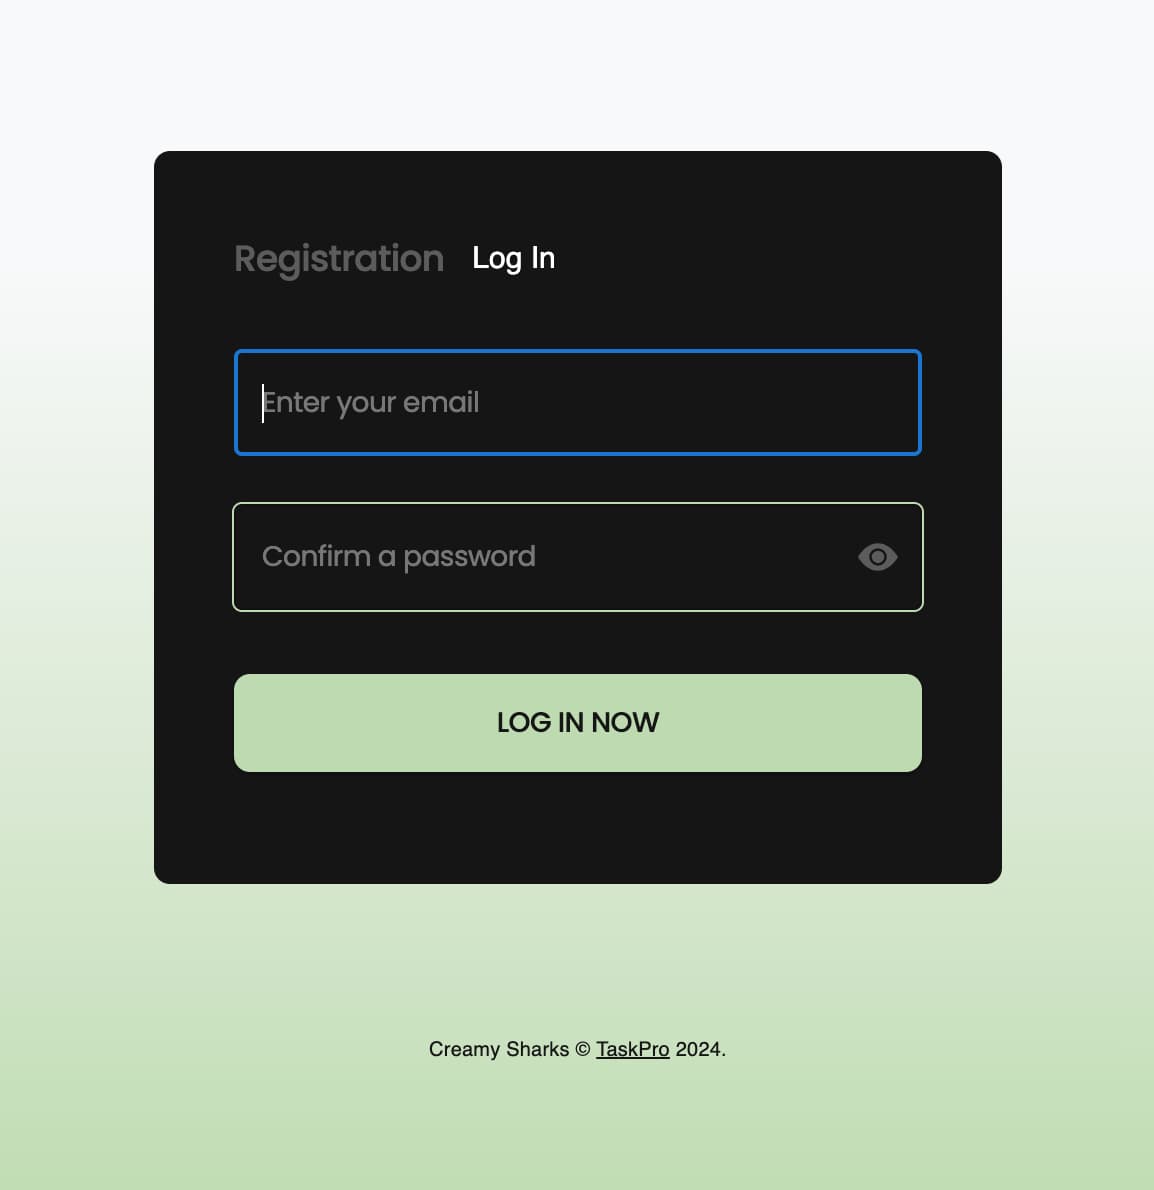 Registration Log In
Enter your email
Confirm a password
LOG IN NOW
Creamy Sharks © TaskPro 2024.